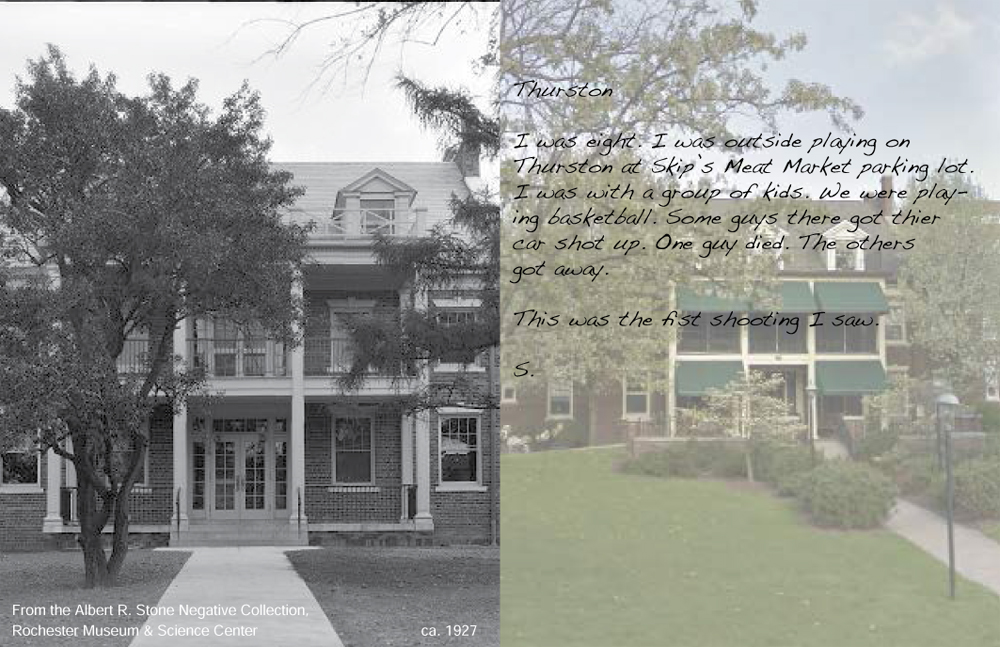 Thurston
I was eight. I was outside playing on
Thurston at Skip's Meat Market parking lot.
I was with a group of kids. We were play-
ing basketball. Some guys there got thier
car shot up. One guy died. The others
got away.
This was the fist shooting I saw.
S.
From the Albert R. Stone Negative Collection,
Rochester Museum & Science Center
ca. 1927